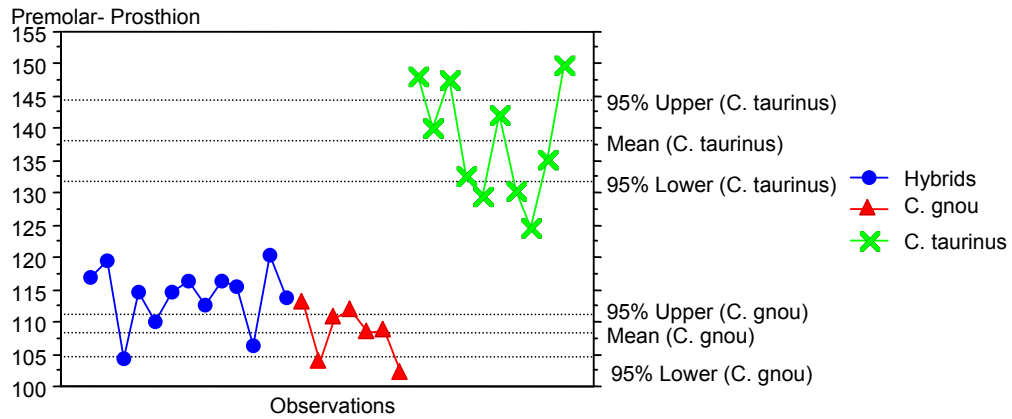 Premolar- Prosthion
155
150
145
140
135
130
125
120
115
110
105
100
95% Upper (C. taurinus)
Mean (C. taurinus)
95% Lower (C. taurinus)
95% Upper (C. gnou)
Mean (C. gnou)
95% Lower (C. gnou)
Hybrids
C. gnou
C. taurinus
Observations